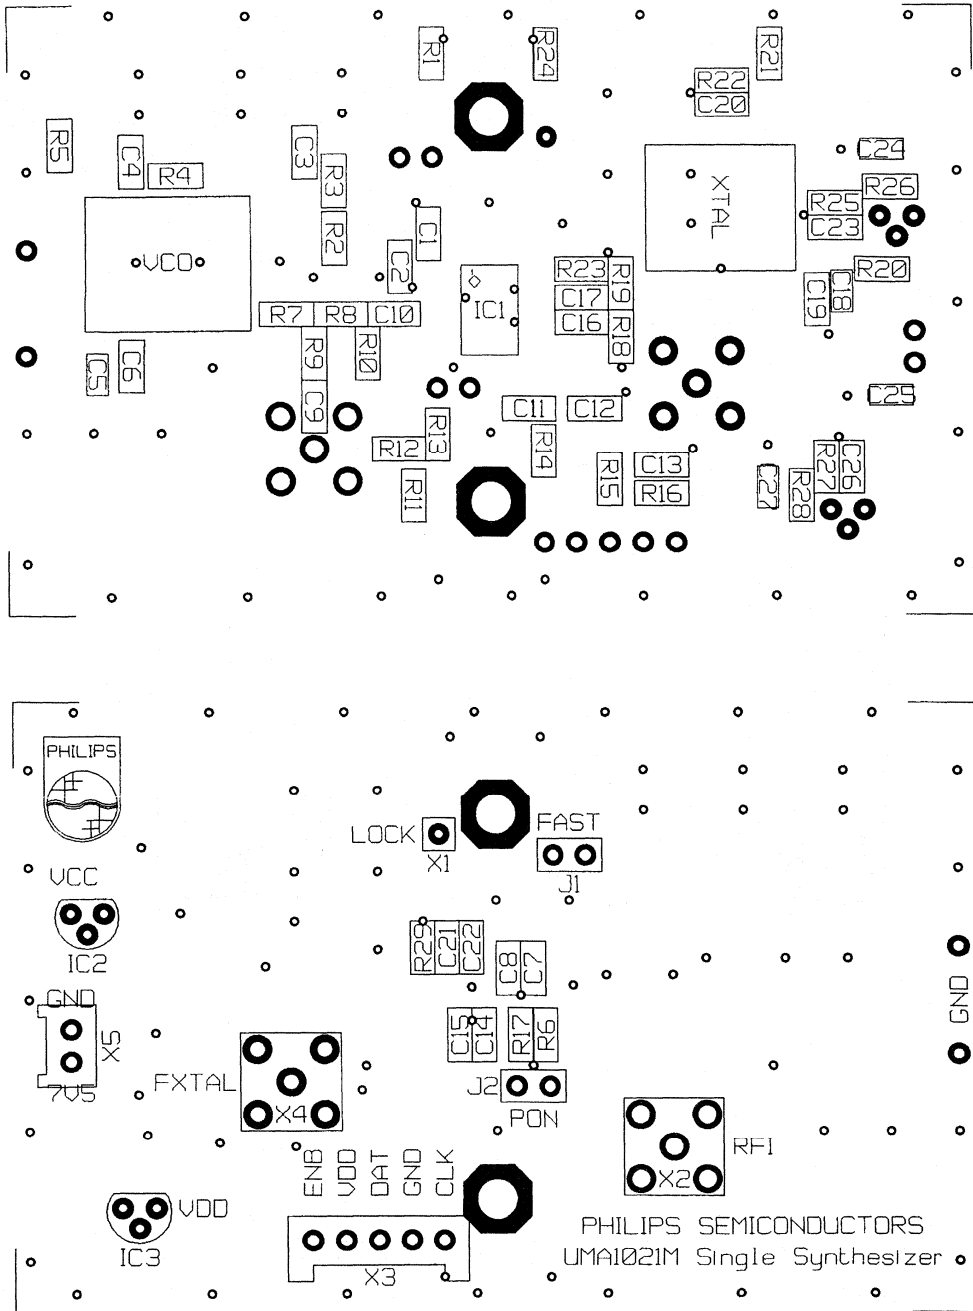 R1
R24
R21
R22
C20
R5
C4
R4
C3
R3
R2
C24
XTAL
R26
R25
C23
C1
C2
VCO
R20
R23
R19
C17
C16
R18
IC1
C19
C18
R7 R8 C10
R9
R10
C9
C5
C6
C11
C12
C25
R12
R13
R14
R11
R15
C13
R16
C27
R28
R27
C26
PHILIPS
LOCK
X1
FAST
J1
VCC
IC2
R29
C21
C22
C8
C7
GND
X5
7V5
C15
C14
R17
R6
GND
FXTAL
X4
J2
PON
RFI
X2
ENB
VDD
DAT
GND
CLK
VDD
IC3
X3
PHILIPS SEMICONDUCTORS
UMA1021M Single Synthesizer